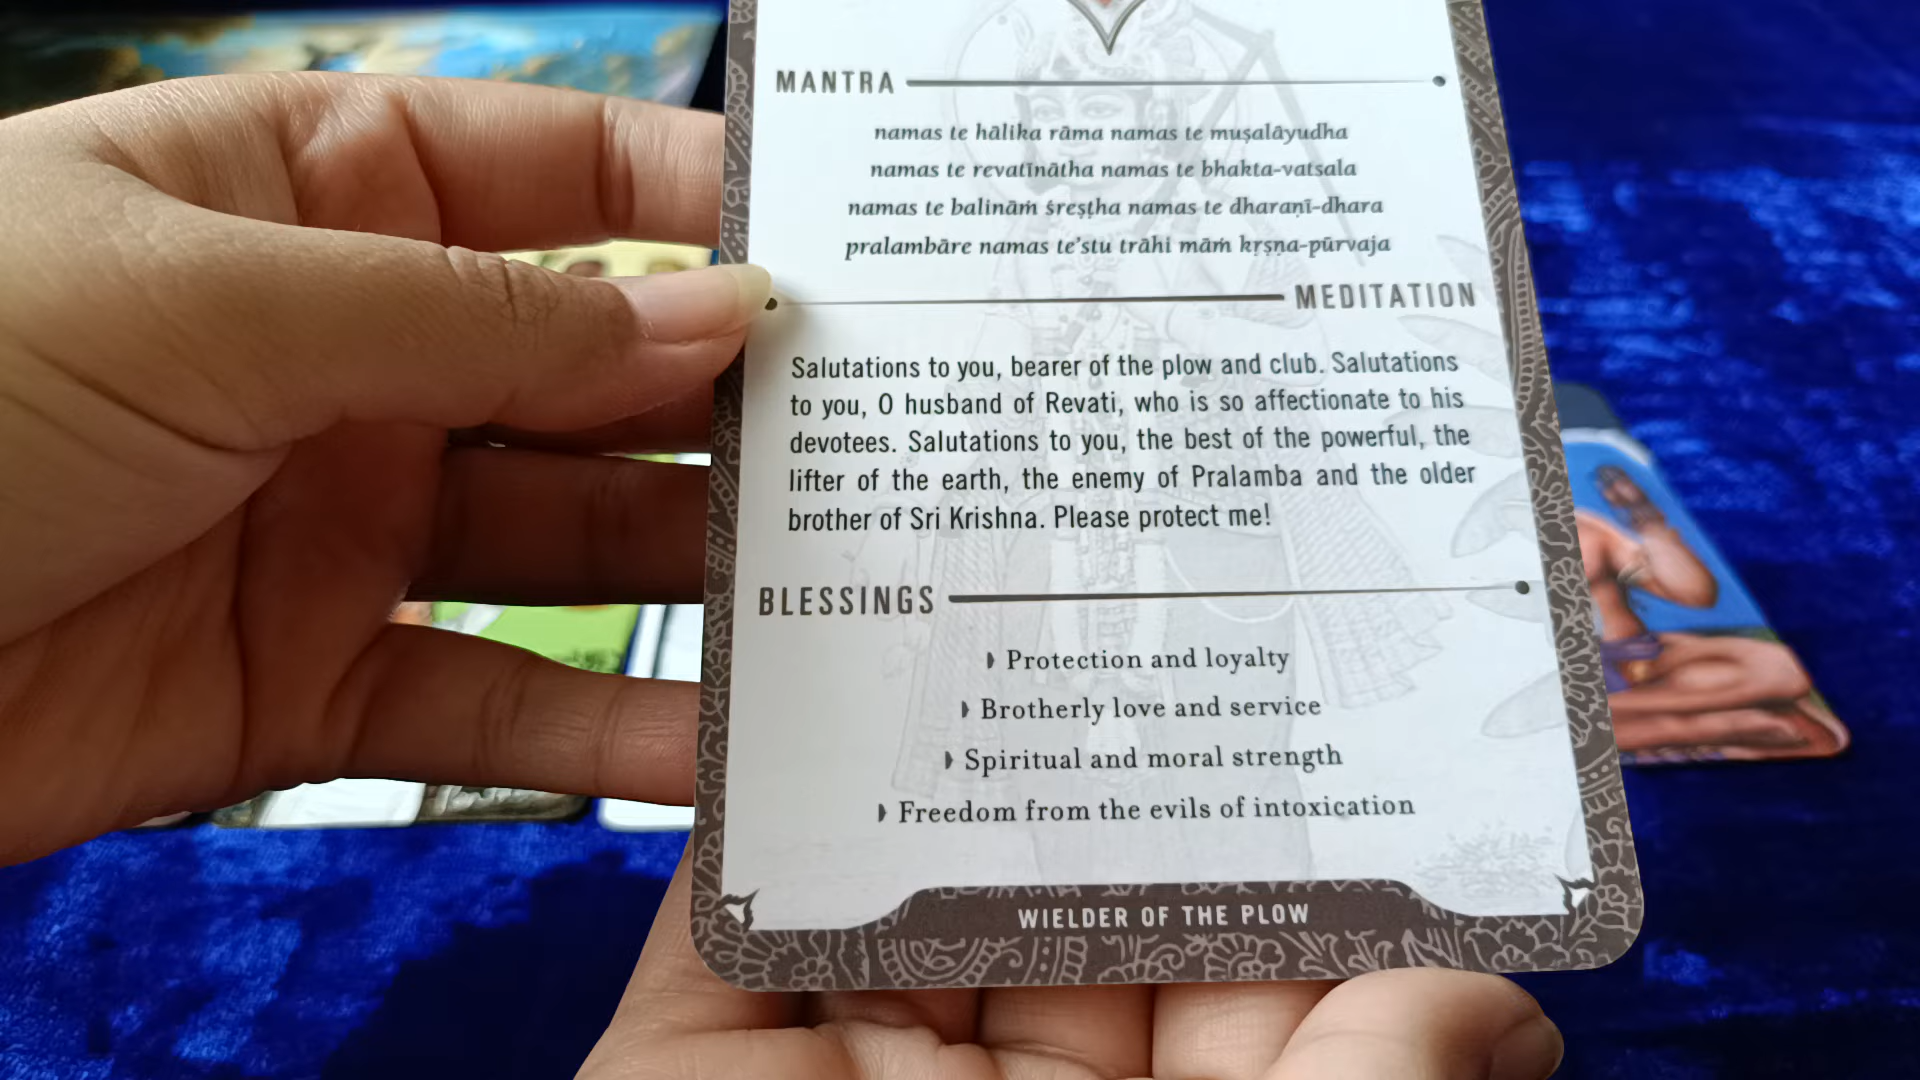 MANTRA
namas te hālika rāma namas te muṣalâyudha
namas te revatīnātha namas te bhakta-vatsala
namas te balināṁ śreṣṭha namas te dharaṇī-dhara
pralambāre namas te'stu trāhi māṁ kṛṣṇa-pūrvaja
MEDITATION
Salutations to you, bearer of the plow and club. Salutations
to you, O husband of Revati, who is so affectionate to his
devotees. Salutations to you, the best of the powerful, the
lifter of the earth, the enemy of Pralamba and the older
brother of Sri Krishna. Please protect me!
BLESSINGS
Protection and loyalty
Brotherly love and service
Spiritual and moral strength
Freedom from the evils of intoxication
WIELDER OF THE PLOW